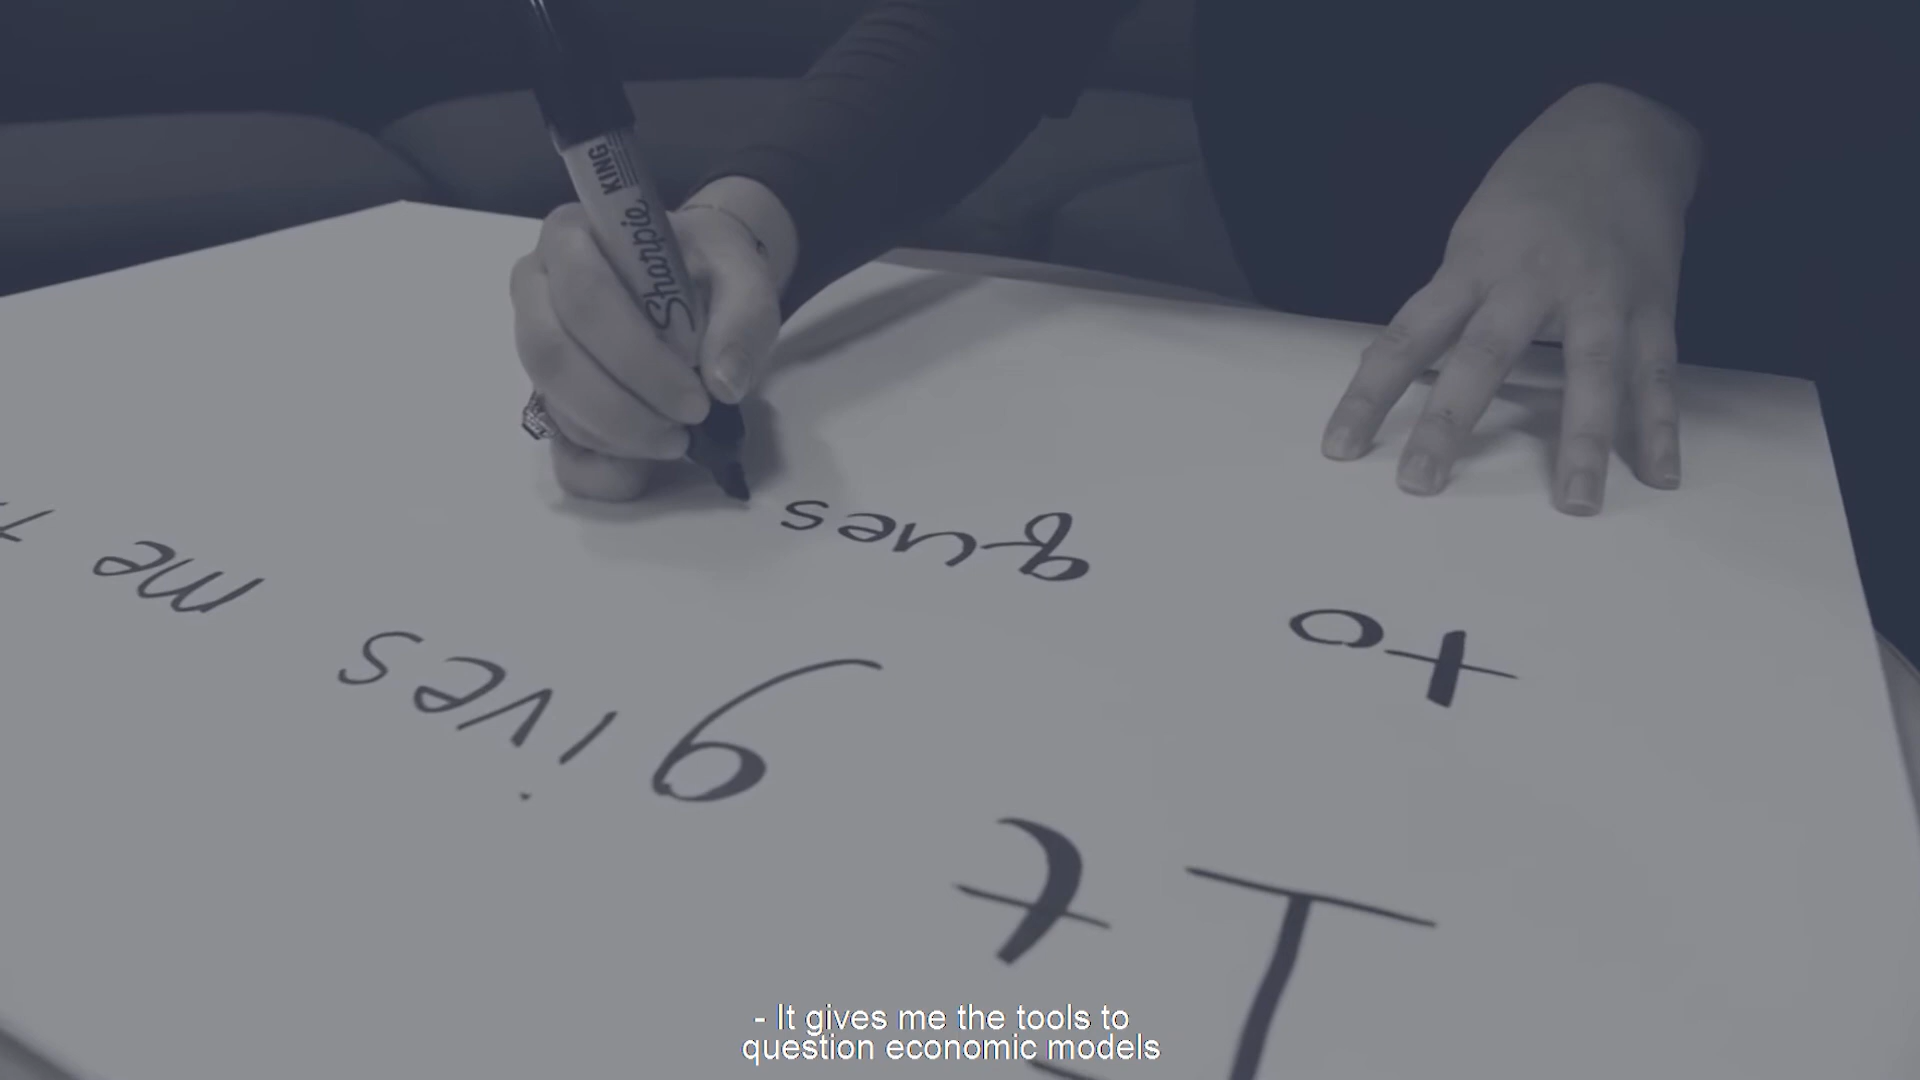 It gives me t
to ques
Sharpie KING
- It gives me the tools to
question economic models